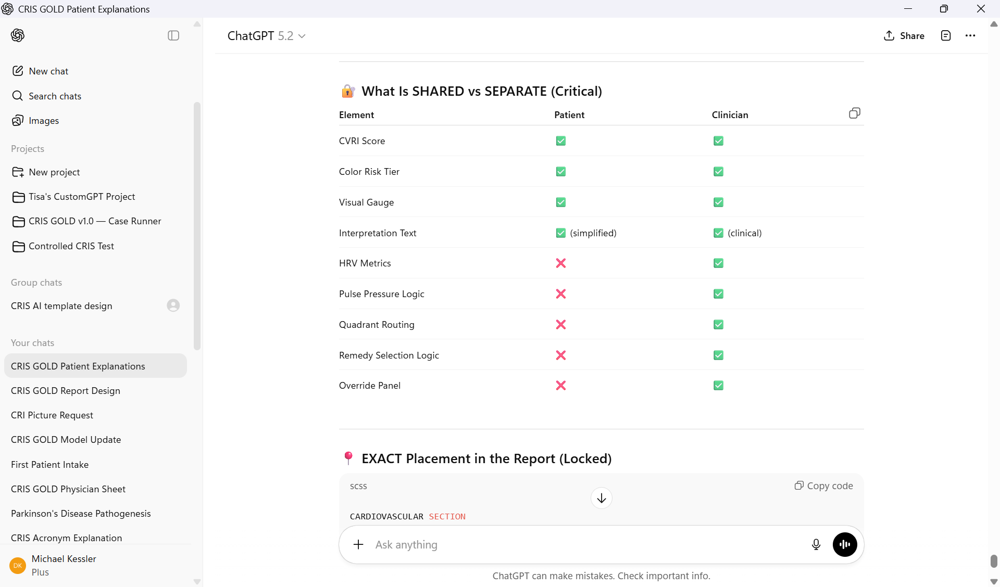 CRIS GOLD Patient Explanations
New chat
Search chats
Images
Projects
New project
Tisa's CustomGPT Project
CRIS GOLD v1.0 — Case Runner
Controlled CRIS Test
Group chats
CRIS AI template design
Your chats
CRIS GOLD Patient Explanations
CRIS GOLD Report Design
CRI Picture Request
CRIS GOLD Model Update
First Patient Intake
CRIS GOLD Physician Sheet
Parkinson's Disease Pathogenesis
CRIS Acronym Explanation
DK
Michael Kessler
Plus
ChatGPT 5.2
Share
🔐 What Is SHARED vs SEPARATE (Critical)
Element Patient Clinician
CVRI Score ✅ ✅
Color Risk Tier ✅ ✅
Visual Gauge ✅ ✅
Interpretation Text ✅ (simplified) ✅ (clinical)
HRV Metrics ❌ ✅
Pulse Pressure Logic ❌ ✅
Quadrant Routing ❌ ✅
Remedy Selection Logic ❌ ✅
Override Panel ❌ ✅
📍 EXACT Placement in the Report (Locked)
scss Copy code
CARDIOVASCULAR SECTION
Ask anything
ChatGPT can make mistakes. Check important info.